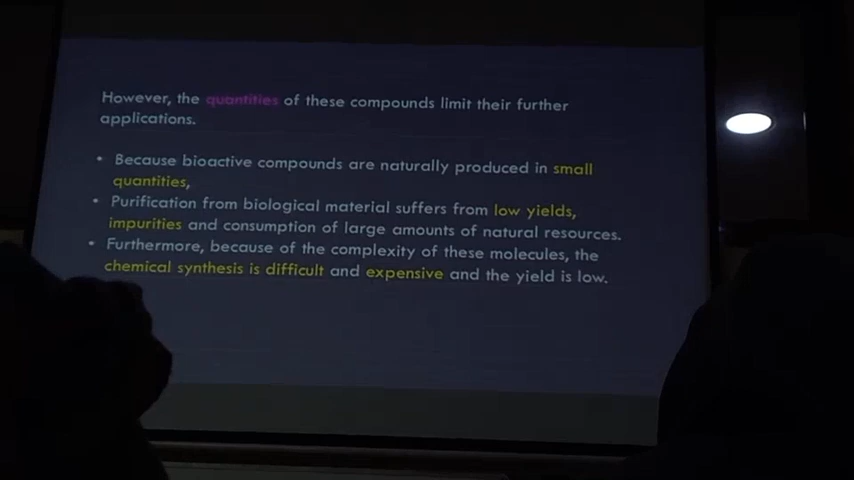 However, the quantities of these compounds limit their further
applications.
• Because bioactive compounds are naturally produced in small
quantities,
• Purification from biological material suffers from low yields,
impurities and consumption of large amounts of natural resources.
• Furthermore, because of the complexity of these molecules, the
chemical synthesis is difficult and expensive and the yield is low.